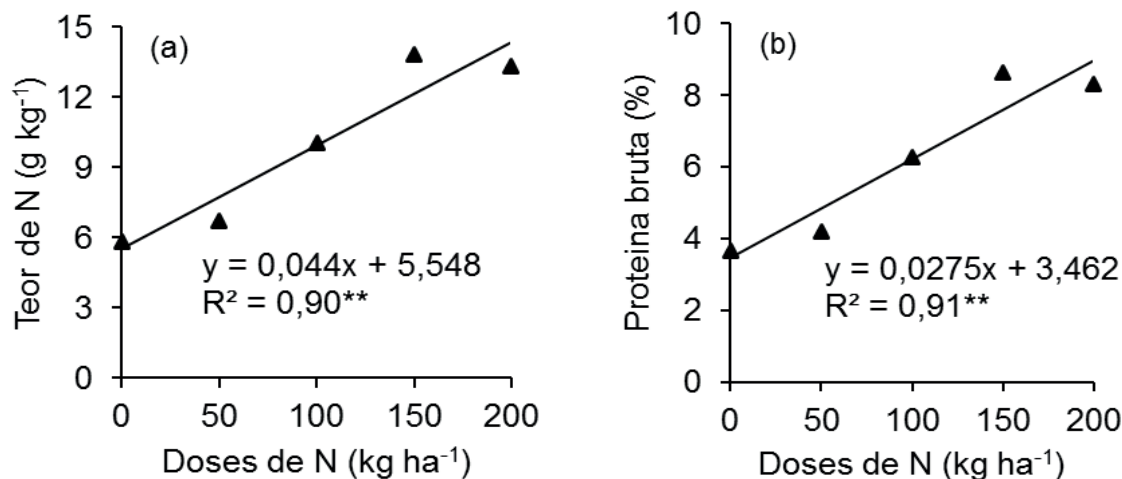 (a)
Teor de N (g kg⁻¹)
15
12
9
6
3
0
y = 0,044x + 5,548
R² = 0,90**
0 50 100 150 200
Doses de N (kg ha⁻¹)
(b)
Proteina bruta (%)
10
8
6
4
2
0
y = 0,0275x + 3,462
R² = 0,91**
0 50 100 150 200
Doses de N (kg ha⁻¹)